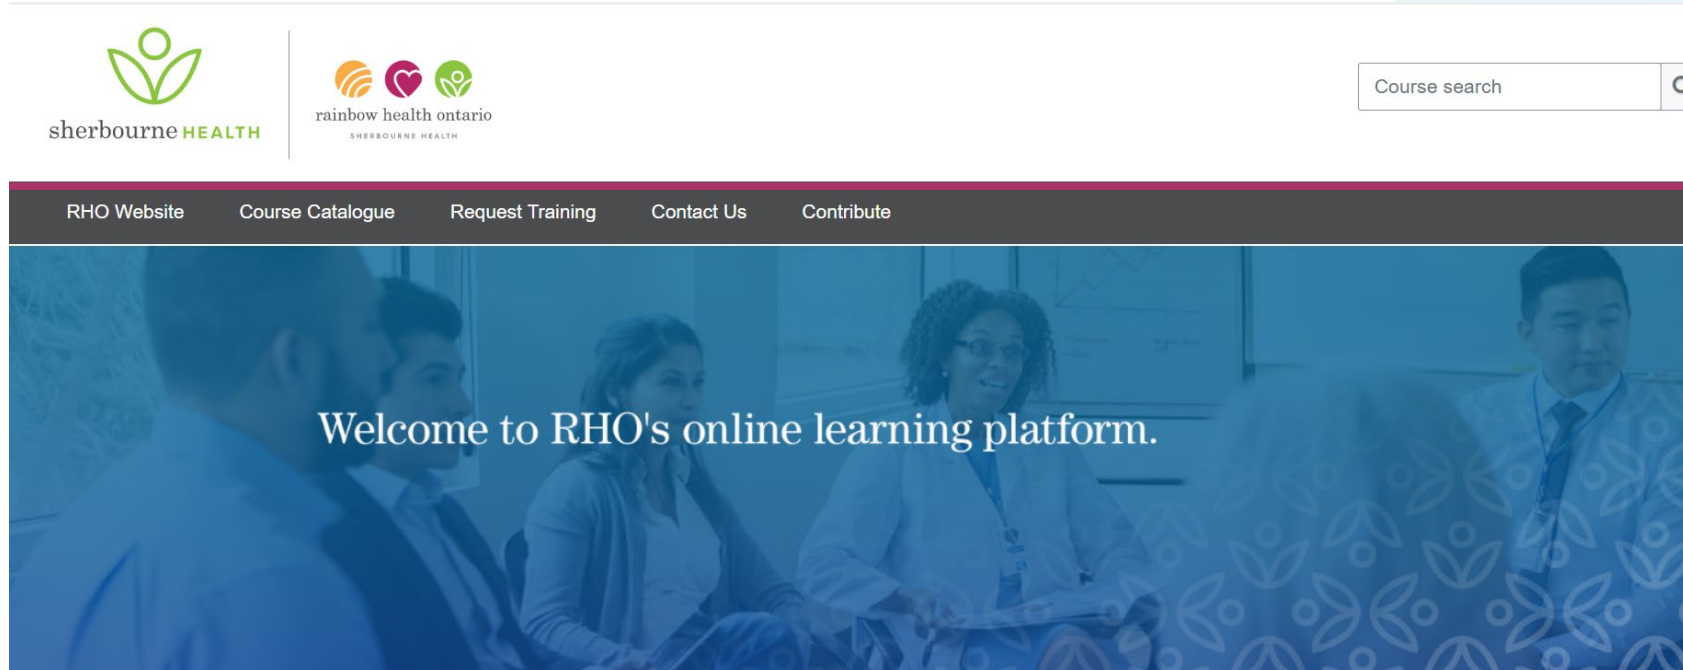 sherbourne HEALTH
rainbow health ontario
SHERBOURNE HEALTH
Course search
RHO Website Course Catalogue Request Training Contact Us Contribute
Welcome to RHO's online learning platform.